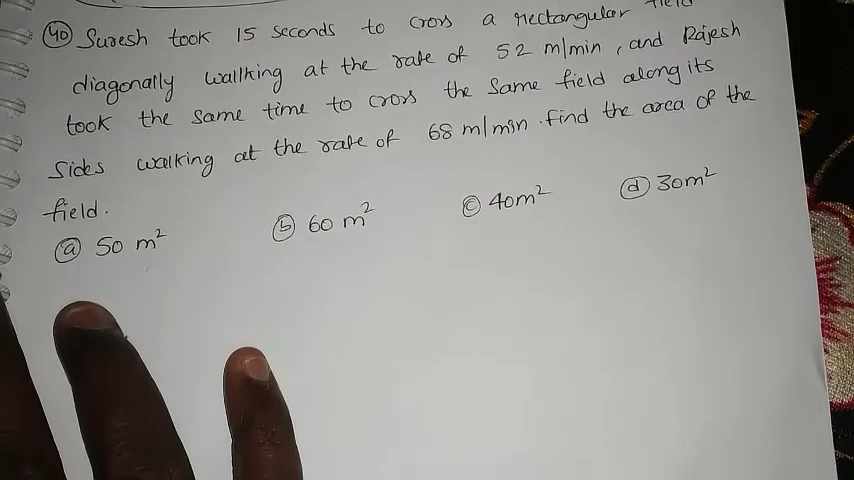 40 Suresh took 15 seconds to cross a rectangular field
diagonally wallking at the rate of 52 m/min, and Rajesh
took the same time to cross the same field along its
sides walking at the rate of 68 m/min. find the area of the
field.
a 50 m² b 60 m² c 40m² d 30m²